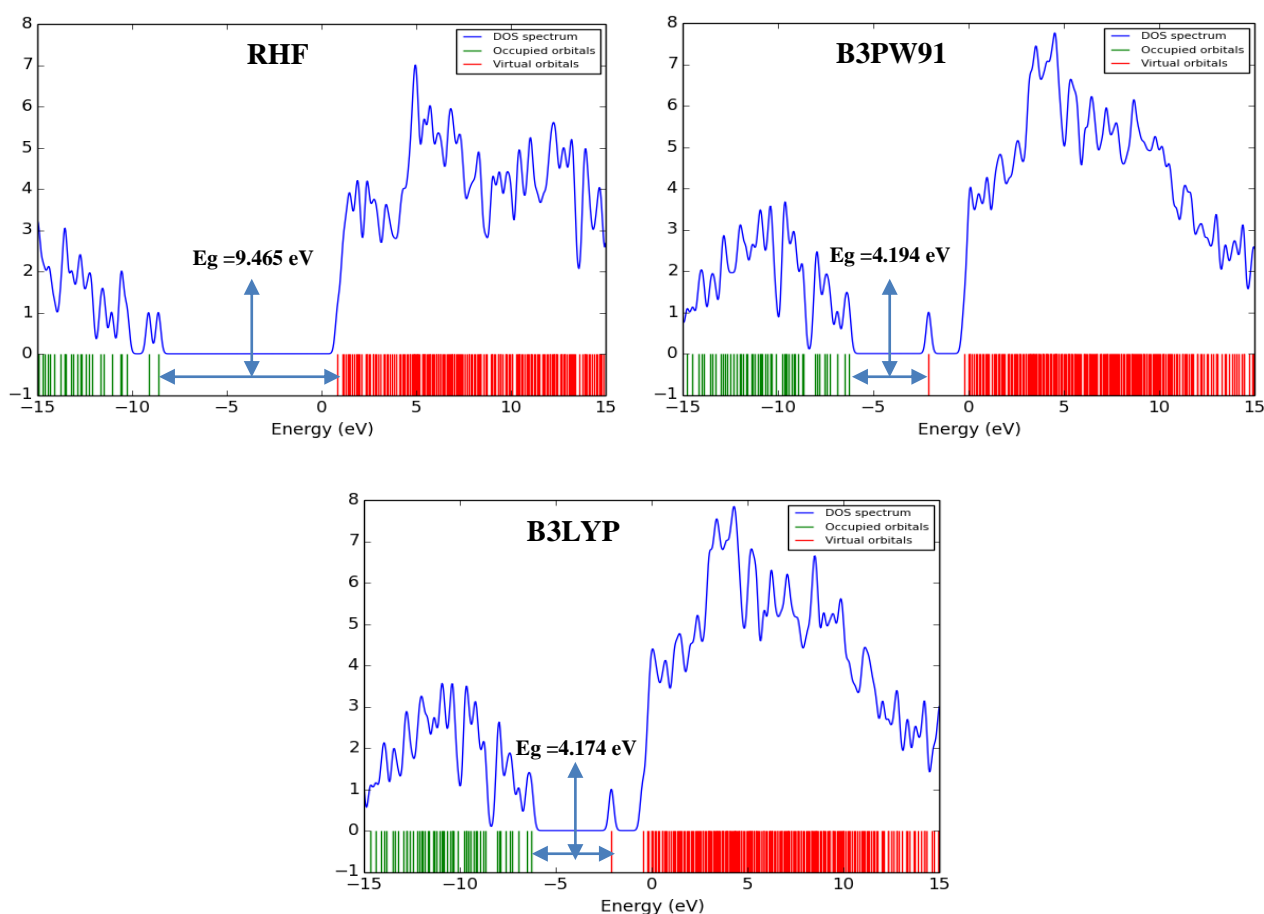 RHF
DOS spectrum
Occupied orbitals
Virtual orbitals
Eg =9.465 eV
8
7
6
5
4
3
2
1
0
−1
−15 −10 −5 0 5 10 15
Energy (eV)
B3PW91
DOS spectrum
Occupied orbitals
Virtual orbitals
Eg =4.194 eV
8
7
6
5
4
3
2
1
0
−1
−15 −10 −5 0 5 10 15
Energy (eV)
B3LYP
DOS spectrum
Occupied orbitals
Virtual orbitals
Eg =4.174 eV
8
7
6
5
4
3
2
1
0
−1
−15 −10 −5 0 5 10 15
Energy (eV)